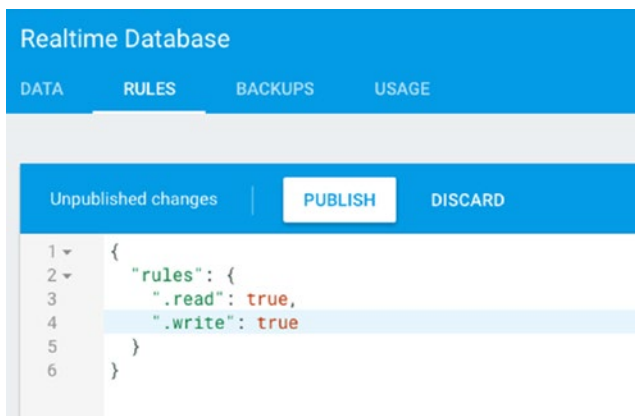 Realtime Database
DATA RULES BACKUPS USAGE
Unpublished changes PUBLISH DISCARD
1 {
2 "rules": {
3 ".read": true,
4 ".write": true
5 }
6 }